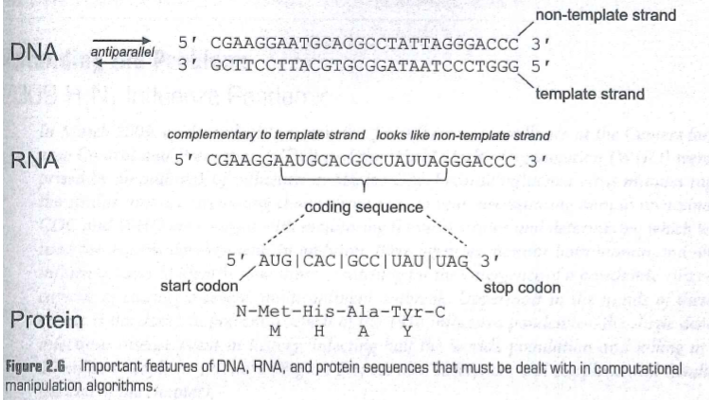 non-template strand
DNA antiparallel 5' CGAAGGAATGCACGCCTATTAGGGACCC 3'
3' GCTTCCTTACGTGCGGATAATCCCTGGG 5'
template strand
complementary to template strand looks like non-template strand
RNA 5' CGAAGGAAUGCACGCCUAUUAGGGACCC 3'
coding sequence
5' AUG|CAC|GCC|UAU|UAG 3'
start codon stop codon
Protein N-Met-His-Ala-Tyr-C
M H A Y
Figure 2.6 Important features of DNA, RNA, and protein sequences that must be dealt with in computational
manipulation algorithms.